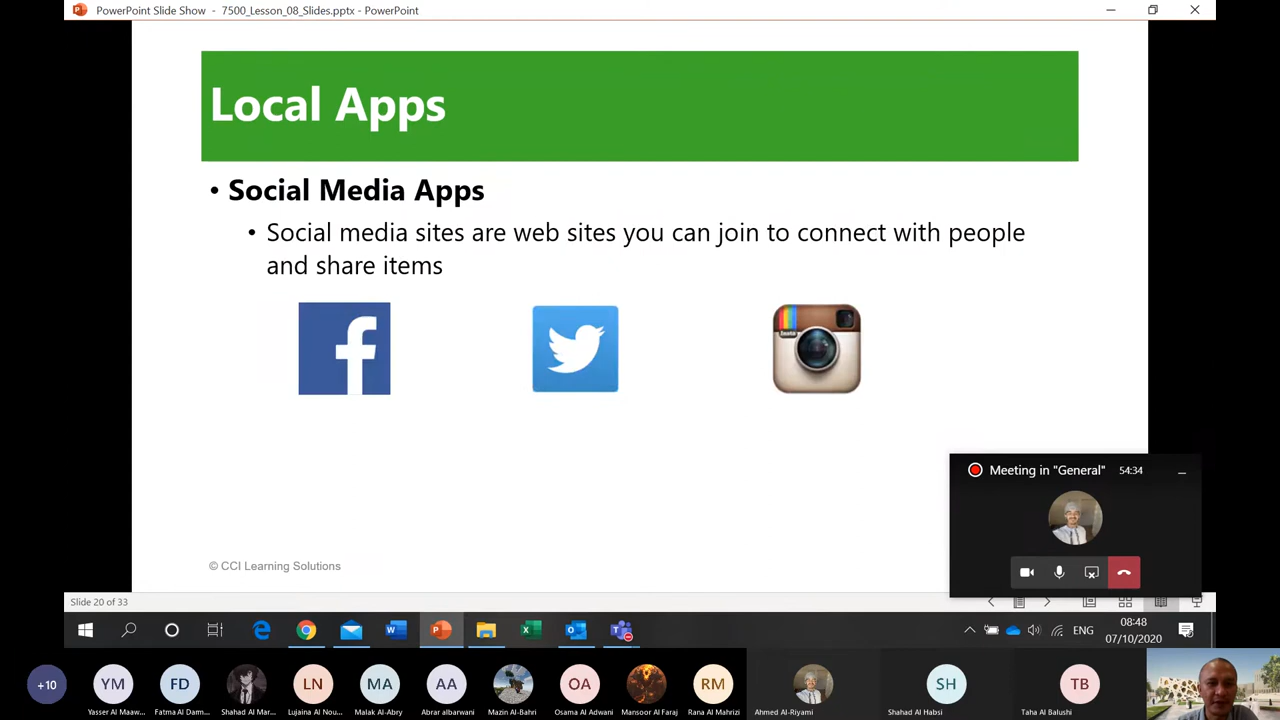 PowerPoint Slide Show - 7500_Lesson_08_Slides.pptx - PowerPoint
Local Apps
• Social Media Apps
• Social media sites are web sites you can join to connect with people
and share items
Insta
Meeting in "General" 54:34
© CCI Learning Solutions
Slide 20 of 33
ENG
08:48
07/10/2020
+10
YM
FD
LN
MA
AA
OA
RM
SH
TB
Yasser Al Maaw...
Fatma Al Darm...
Shahad Al Mar...
Lujaina Al Nou...
Malak Al-Abry
Abrar albarwani
Mazin Al-Bahri
Osama Al Adwani
Mansoor Al Faraj
Rana Al Mahrizi
Ahmed Al-Riyami
Shahad Al Habsi
Taha Al Balushi